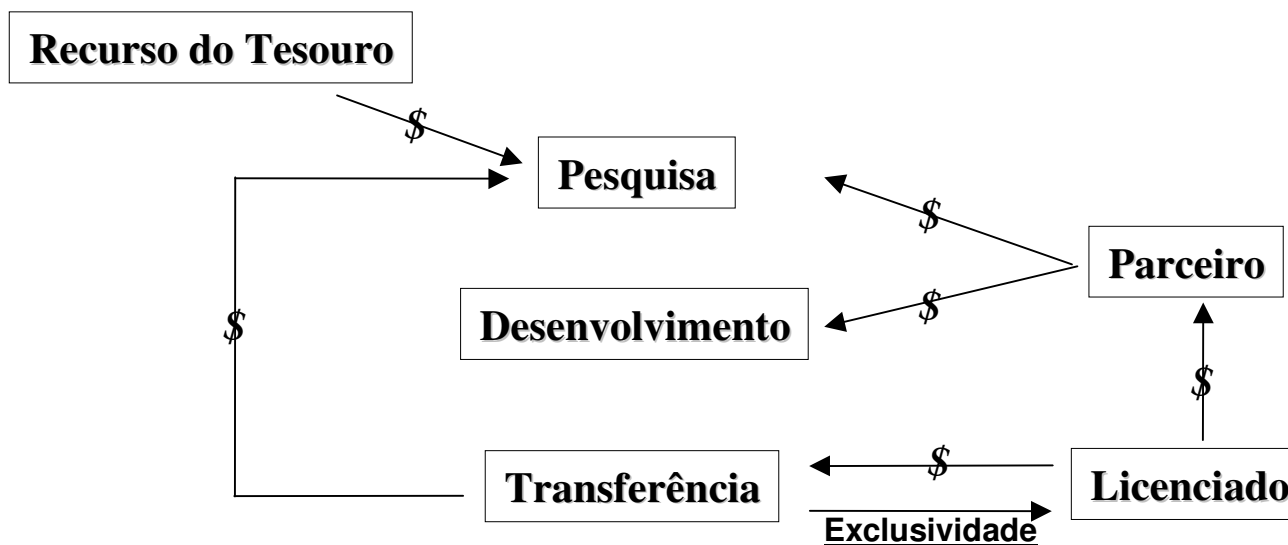 Recurso do Tesouro
$
Pesquisa
$
Parceiro
$
Desenvolvimento
$
$
$
Transferência
Licenciado
Exclusividade